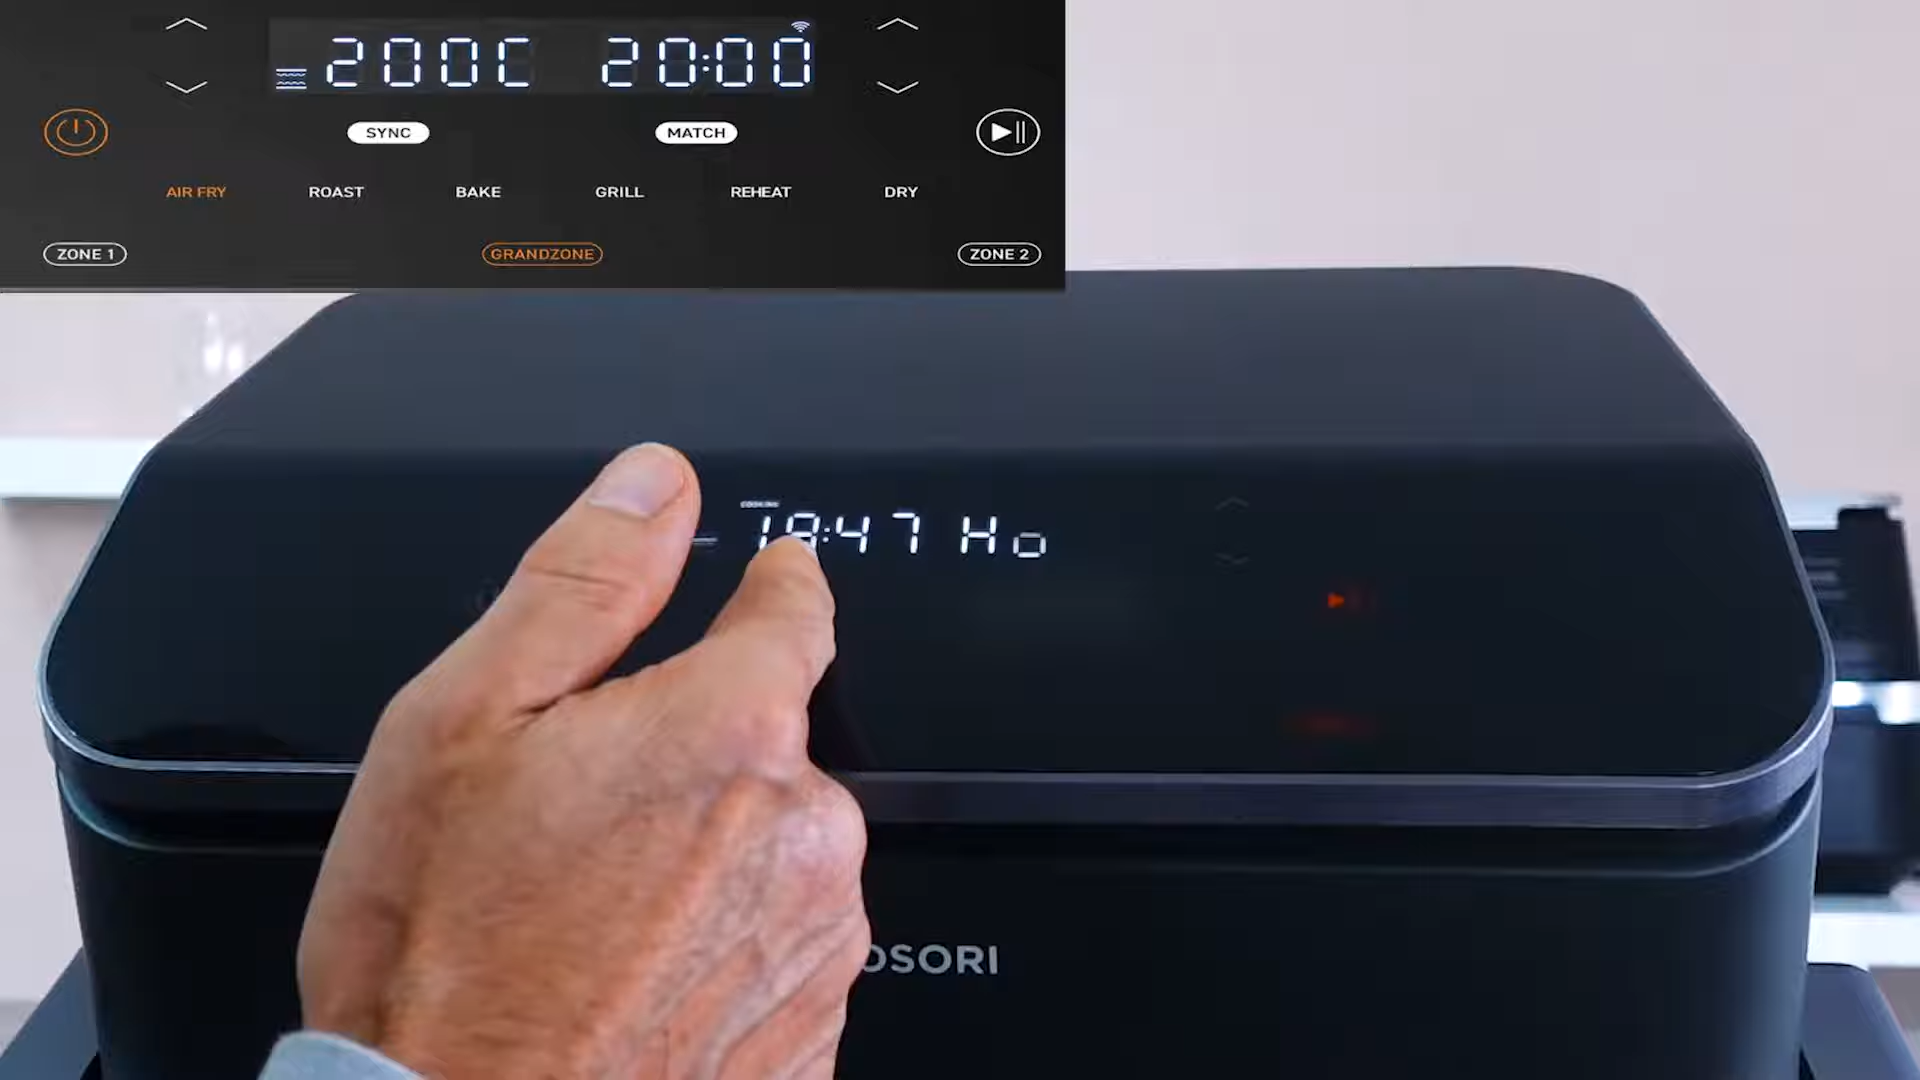 200C 20:00
SYNC MATCH
AIR FRY ROAST BAKE GRILL REHEAT DRY
ZONE 1 GRANDZONE ZONE 2
COOKING
19:47 Ho
OSORI